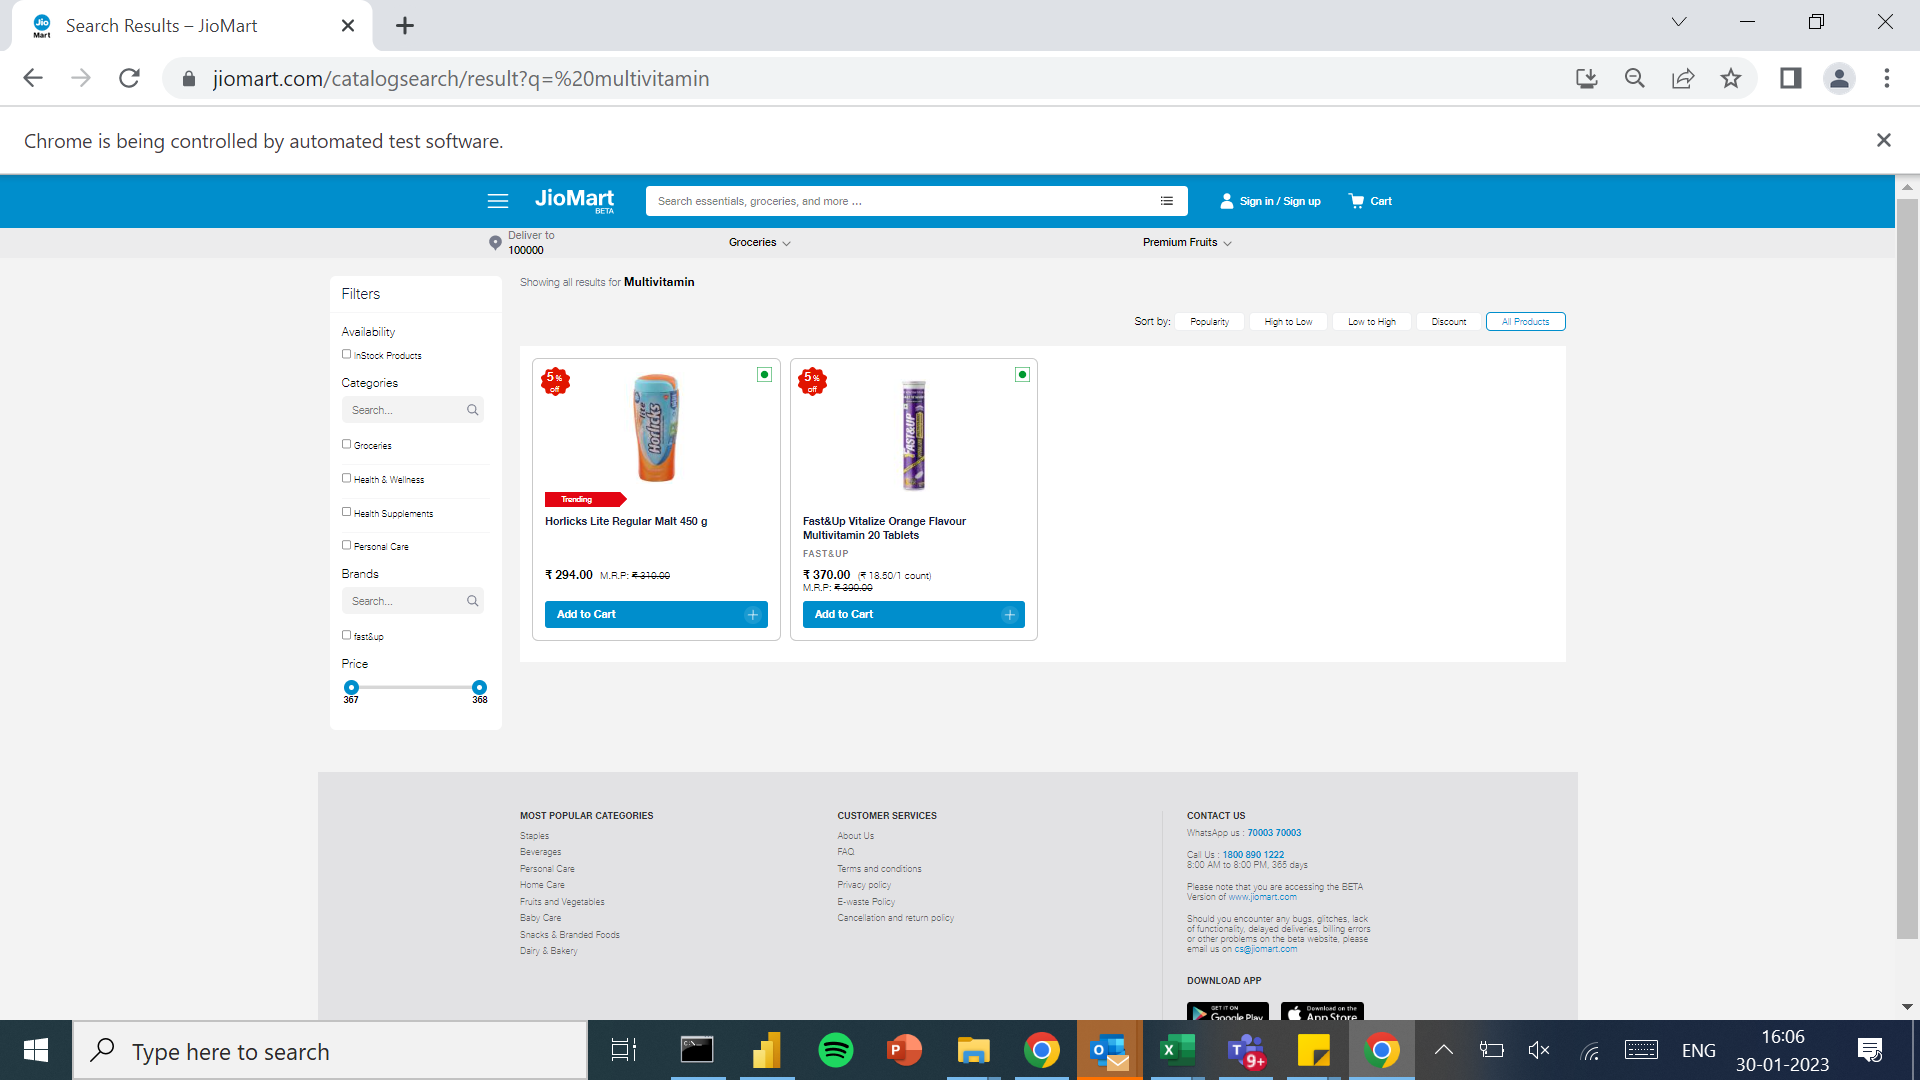 Jio
Mart
Search Results – JioMart
jiomart.com/catalogsearch/result?q=%20multivitamin
Chrome is being controlled by automated test software.
JioMart
BETA
Search essentials, groceries, and more ...
Sign in / Sign up
Cart
Deliver to
100000
Groceries
Premium Fruits
Filters
Availability
InStock Products
Categories
Search...
Groceries
Health & Wellness
Health Supplements
Personal Care
Brands
Search...
fast&up
Price
367
368
Showing all results for Multivitamin
Sort by:
Popularity
High to Low
Low to High
Discount
All Products
5%
off
lite
Horlicks
Trending
Horlicks Lite Regular Malt 450 g
₹ 294.00 M.R.P: ₹ 310.00
Add to Cart
5%
off
FAST&UP
Fast&Up Vitalize Orange Flavour
Multivitamin 20 Tablets
FAST&UP
₹ 370.00 (₹ 18.50/1 count)
M.R.P: ₹ 390.00
Add to Cart
MOST POPULAR CATEGORIES
Staples
Beverages
Personal Care
Home Care
Fruits and Vegetables
Baby Care
Snacks & Branded Foods
Dairy & Bakery
CUSTOMER SERVICES
About Us
FAQ
Terms and conditions
Privacy policy
E-waste Policy
Cancellation and return policy
CONTACT US
WhatsApp us : 70003 70003
Call Us : 1800 890 1222
8:00 AM to 8:00 PM, 365 days
Please note that you are accessing the BETA
Version of www.jiomart.com
Should you encounter any bugs, glitches, lack
of functionality, delayed deliveries, billing errors
or other problems on the beta website, please
email us on cs@jiomart.com
DOWNLOAD APP
GET IT ON
Google Play
Download on the
App Store
Type here to search
9+
ENG
16:06
30-01-2023